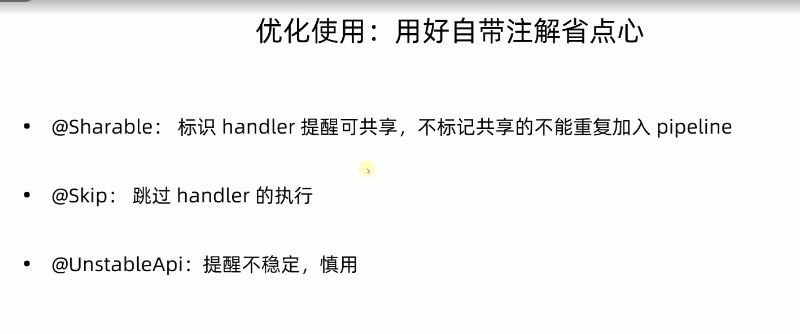 优化使用：用好自带注解省点心
• @Sharable： 标识 handler 提醒可共享，不标记共享的不能重复加入 pipeline
• @Skip： 跳过 handler 的执行
• @UnstableApi：提醒不稳定，慎用